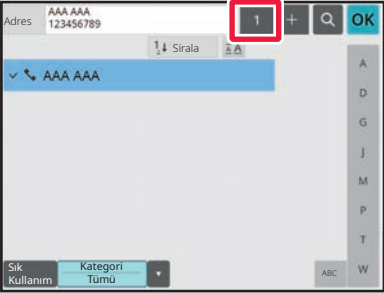 Adres
AAA AAA
123456789
1
+
OK
Sirala
AAA AAA
A
D
G
J
M
P
T
W
Sık
Kullanım
Kategori
Tümü
ABC